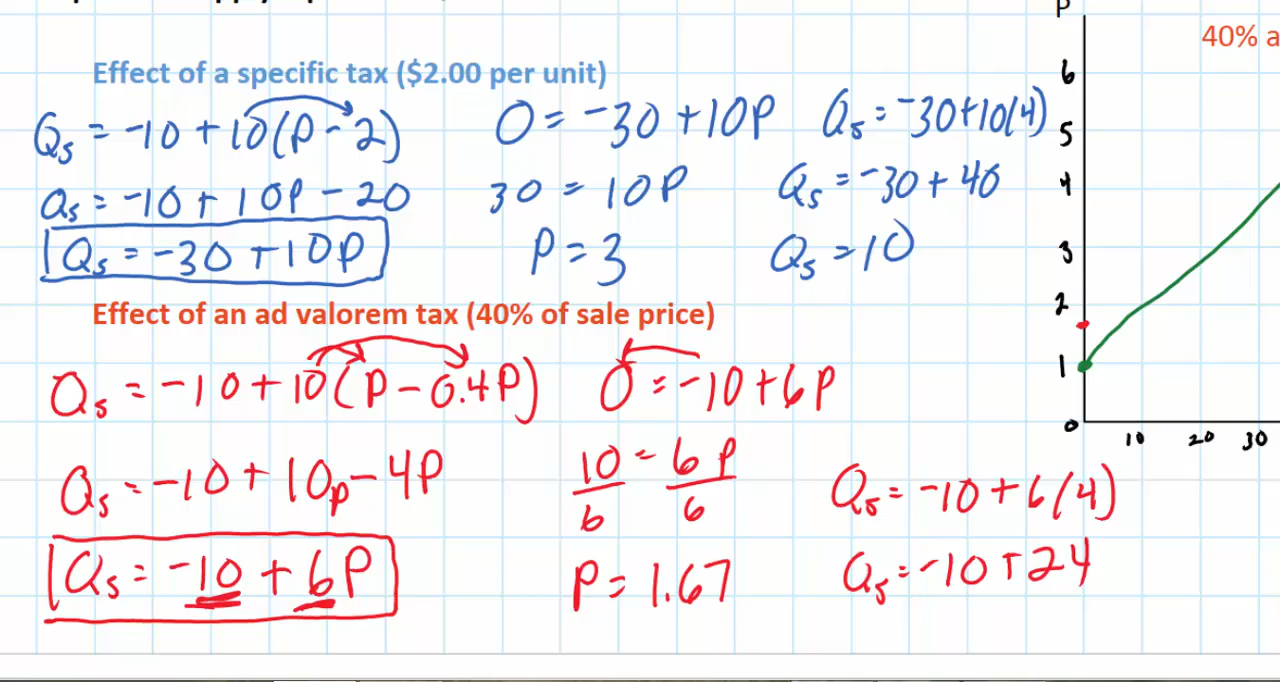 P
40% a
Effect of a specific tax ($2.00 per unit)
Qs = -10 + 10(P - 2)
Qs = -10 + 10P - 20
Qs = -30 + 10P
0 = -30 + 10P
30 = 10P
P = 3
Qs = -30 + 10(4)
Qs = -30 + 40
Qs = 10
Effect of an ad valorem tax (40% of sale price)
Qs = -10 + 10(P - 0.4P)
Qs = -10 + 10p - 4P
Qs = -10 + 6P
0 = -10 + 6P
10 = 6P
6 6
P = 1.67
Qs = -10 + 6(4)
Qs = -10 + 24
6
5
4
3
2
1
0
10 20 30